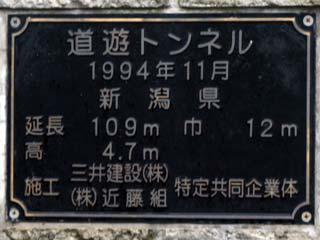 道遊トンネル
1994年11月
新潟県
延長 109m 巾 12m
高 4.7m
施工 三井建設(株) 特定共同企業体
(株)近藤組